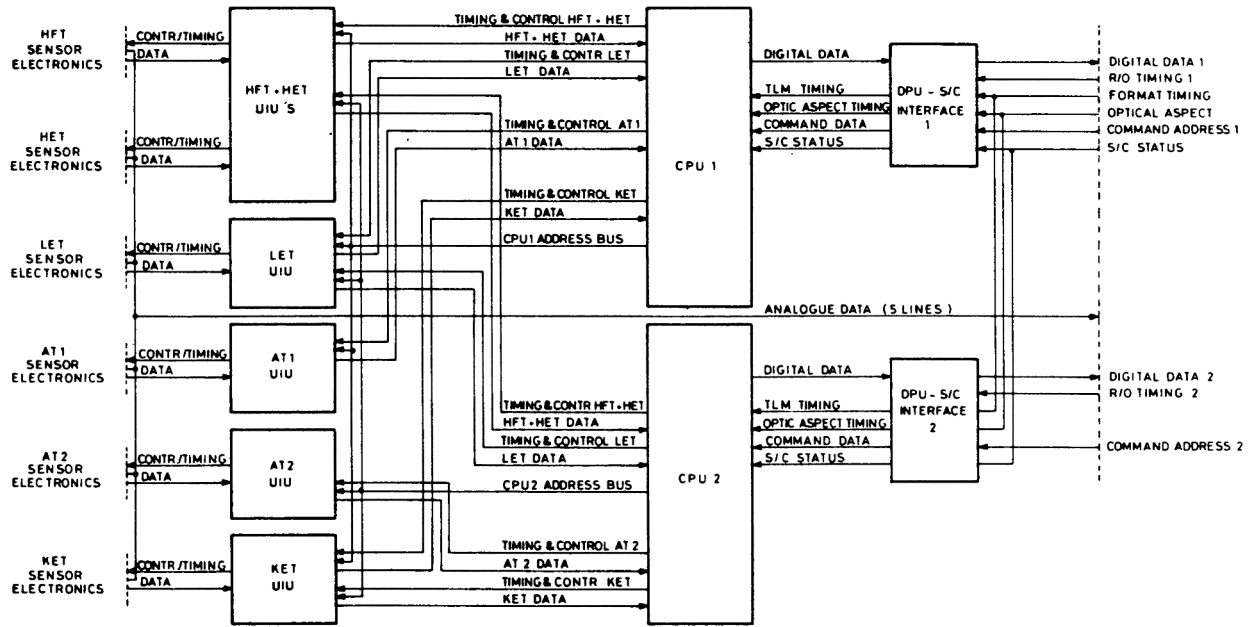 HFT
SENSOR
ELECTRONICS
CONTR/TIMING
DATA
HET
SENSOR
ELECTRONICS
CONTR/TIMING
DATA
LET
SENSOR
ELECTRONICS
CONTR/TIMING
DATA
AT1
SENSOR
ELECTRONICS
CONTR/TIMING
DATA
AT2
SENSOR
ELECTRONICS
CONTR/TIMING
DATA
KET
SENSOR
ELECTRONICS
CONTR/TIMING
DATA
HFT+HET
UIU'S
LET
UIU
AT1
UIU
AT2
UIU
KET
UIU
TIMING & CONTROL HFT+HET
HFT+HET DATA
TIMING & CONTR LET
LET DATA
TIMING & CONTROL AT1
AT1 DATA
TIMING & CONTROL KET
KET DATA
CPU1 ADDRESS BUS
TIMING & CONTR HFT+HET
HFT+HET DATA
TIMING & CONTROL LET
LET DATA
CPU2 ADDRESS BUS
TIMING & CONTROL AT2
AT2 DATA
TIMING & CONTR KET
KET DATA
CPU 1
CPU 2
DIGITAL DATA
TLM TIMING
OPTIC ASPECT TIMING
COMMAND DATA
S/C STATUS
ANALOGUE DATA (5 LINES)
DIGITAL DATA
TLM TIMING
OPTIC ASPECT TIMING
COMMAND DATA
S/C STATUS
DPU-S/C
INTERFACE
1
DPU-S/C
INTERFACE
2
DIGITAL DATA 1
R/O TIMING 1
FORMAT TIMING
OPTICAL ASPECT
COMMAND ADDRESS 1
S/C STATUS
DIGITAL DATA 2
R/O TIMING 2
COMMAND ADDRESS 2